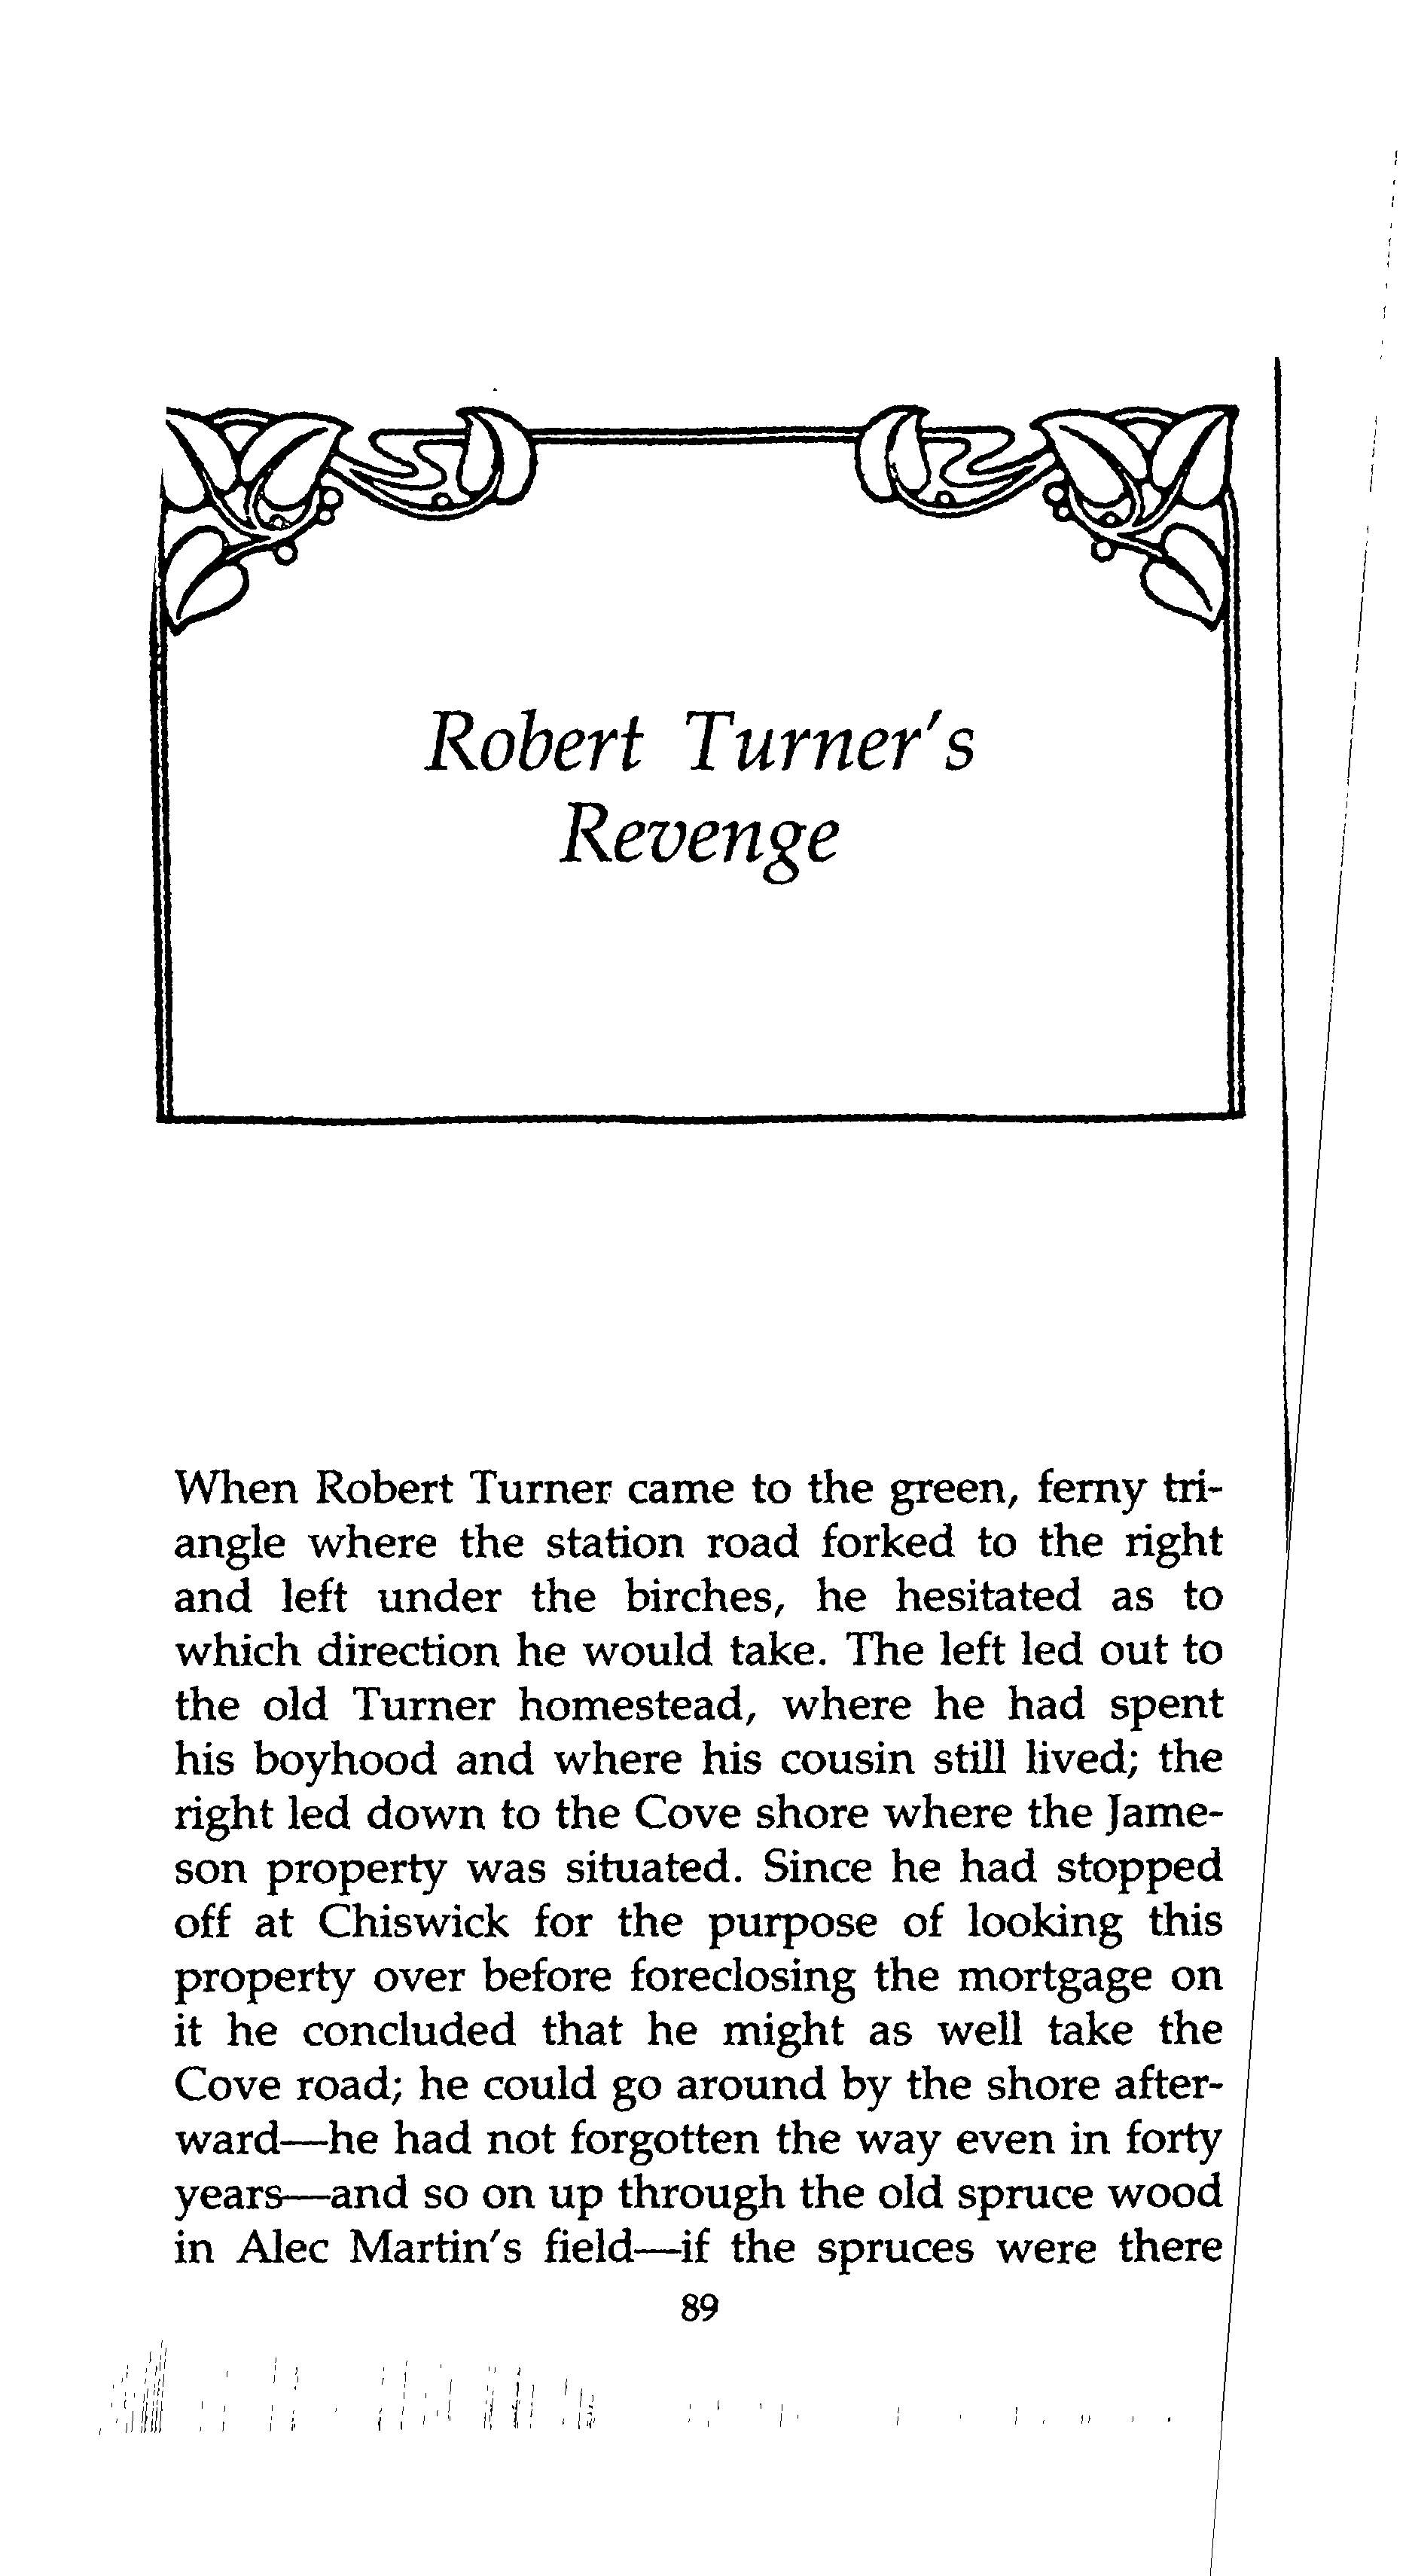 Robert Turner's
Revenge
When Robert Turner came to the green, ferny tri-
angle where the station road forked to the right
and left under the birches, he hesitated as to
which direction he would take. The left led out to
the old Turner homestead, where he had spent
his boyhood and where his cousin still lived; the
right led down to the Cove shore where the Jame-
son property was situated. Since he had stopped
off at Chiswick for the purpose of looking this
property over before foreclosing the mortgage on
it he concluded that he might as well take the
Cove road; he could go around by the shore after-
ward—he had not forgotten the way even in forty
years—and so on up through the old spruce wood
in Alec Martin's field—if the spruces were there
89